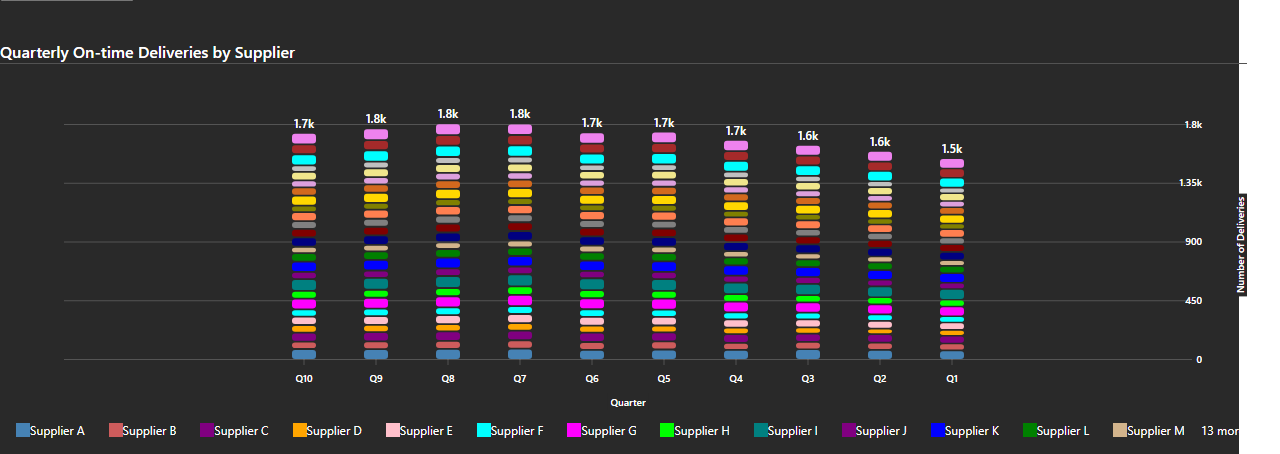 Quarterly On-time Deliveries by Supplier
1.7k 1.8k 1.8k 1.8k 1.7k 1.7k 1.7k 1.6k 1.6k 1.5k
1.8k
1.35k
900
450
0
Number of Deliveries
Q10 Q9 Q8 Q7 Q6 Q5 Q4 Q3 Q2 Q1
Quarter
Supplier A Supplier B Supplier C Supplier D Supplier E Supplier F Supplier G Supplier H Supplier I Supplier J Supplier K Supplier L Supplier M 13 mor